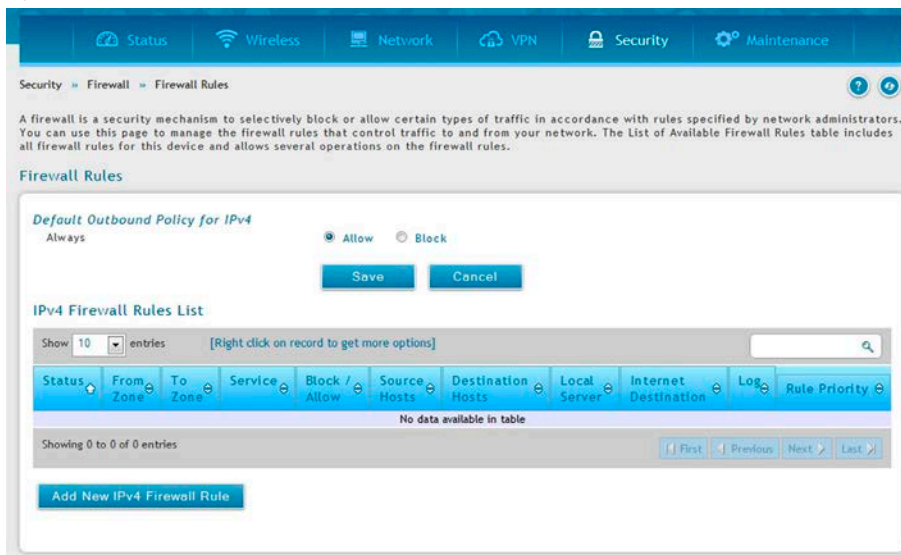 Status Wireless Network VPN Security Maintenance
Security » Firewall » Firewall Rules
A firewall is a security mechanism to selectively block or allow certain types of traffic in accordance with rules specified by network administrators.
You can use this page to manage the firewall rules that control traffic to and from your network. The List of Available Firewall Rules table includes
all firewall rules for this device and allows several operations on the firewall rules.
Firewall Rules
Default Outbound Policy for IPv4
Always Allow Block
Save Cancel
IPv4 Firewall Rules List
Show 10 entries [Right click on record to get more options]
Status From Zone To Zone Service Block / Allow Source Hosts Destination Hosts Local Server Internet Destination Log Rule Priority
No data available in table
Showing 0 to 0 of 0 entries First Previous Next Last
Add New IPv4 Firewall Rule